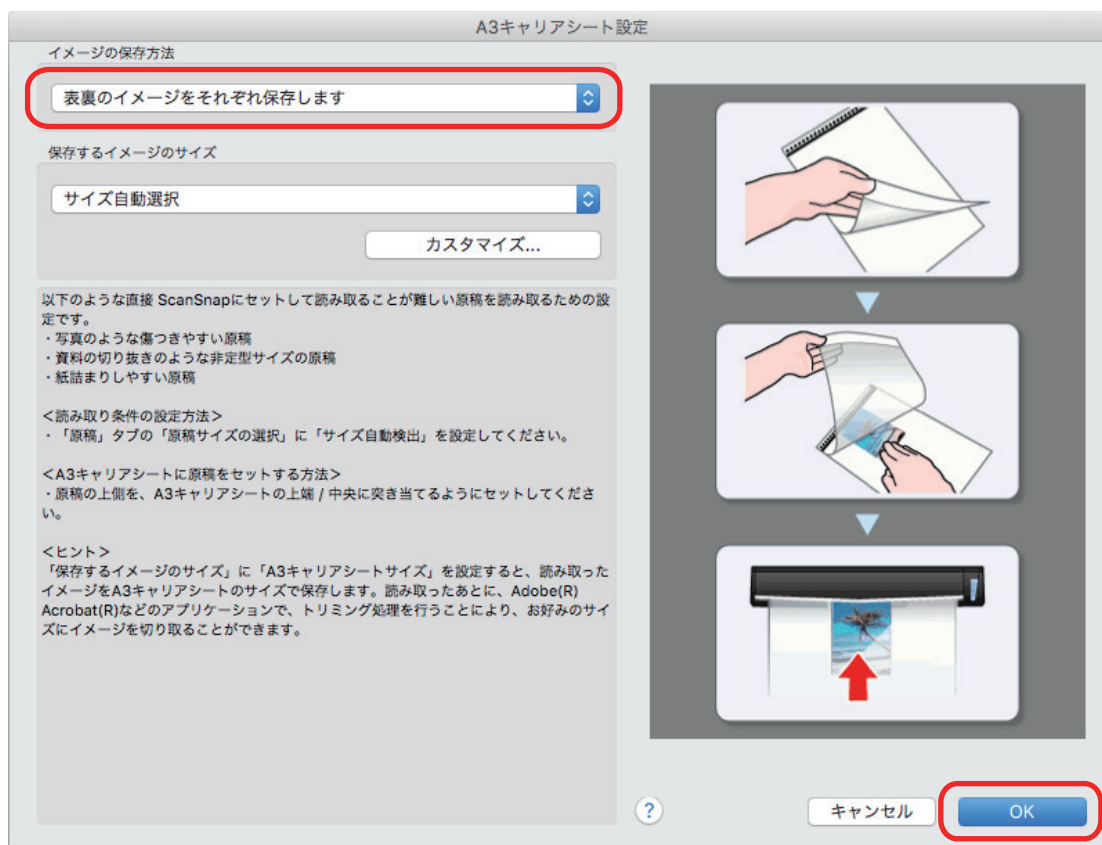 A3キャリアシート設定
イメージの保存方法
表裏のイメージをそれぞれ保存します
保存するイメージのサイズ
サイズ自動選択
カスタマイズ...
以下のような直接 ScanSnapにセットして読み取ることが難しい原稿を読み取るための設
定です。
・写真のような傷つきやすい原稿
・資料の切り抜きのような非定型サイズの原稿
・紙詰まりしやすい原稿
＜読み取り条件の設定方法＞
・「原稿」タブの「原稿サイズの選択」に「サイズ自動検出」を設定してください。
＜A3キャリアシートに原稿をセットする方法＞
・原稿の上側を、A3キャリアシートの上端 / 中央に突き当てるようにセットしてくださ
い。
＜ヒント＞
「保存するイメージのサイズ」に「A3キャリアシートサイズ」を設定すると、読み取った
イメージをA3キャリアシートのサイズで保存します。読み取ったあとに、Adobe(R)
Acrobat(R)などのアプリケーションで、トリミング処理を行うことにより、お好みのサイ
ズにイメージを切り取ることができます。
?
キャンセル
OK